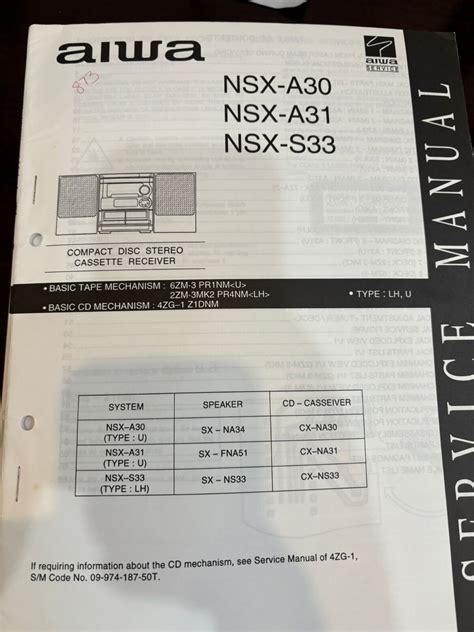 aiwa
873
aiwa
SERVICE
NSX-A30
NSX-A31
NSX-S33
SERVICE MANUAL
COMPACT DISC STEREO
CASSETTE RECEIVER
• BASIC TAPE MECHANISM : 6ZM-3 PR1NM<U>
2ZM-3MK2 PR4NM<LH>
• BASIC CD MECHANISM : 4ZG-1 Z1DNM
• TYPE : LH, U
SYSTEM SPEAKER CD – CASSEIVER
NSX-A30 (TYPE : U) SX – NA34 CX-NA30
NSX-A31 (TYPE : U) SX – FNA51 CX-NA31
NSX-S33 (TYPE : LH) SX – NS33 CX-NS33
If requiring information about the CD mechanism, see Service Manual of 4ZG-1,
S/M Code No. 09-974-187-50T.